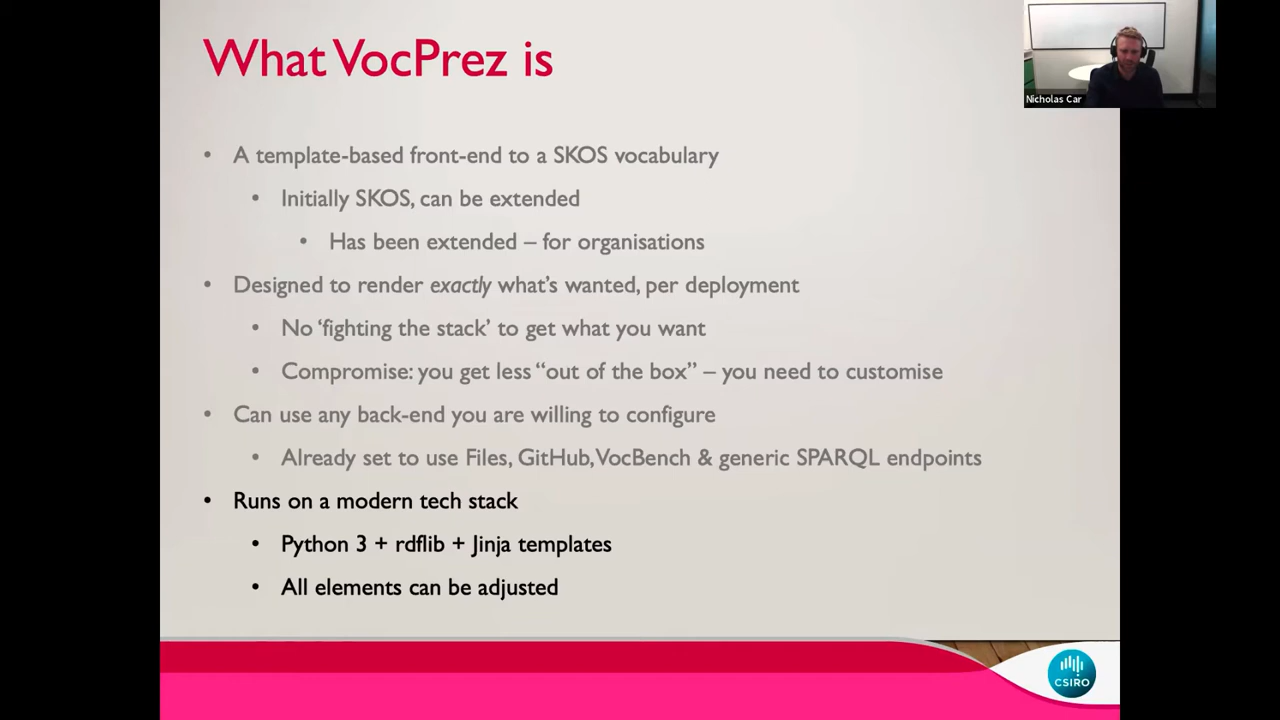 What VocPrez is
Nicholas Car
• A template-based front-end to a SKOS vocabulary
• Initially SKOS, can be extended
• Has been extended – for organisations
• Designed to render exactly what's wanted, per deployment
• No ‘fighting the stack’ to get what you want
• Compromise: you get less “out of the box” – you need to customise
• Can use any back-end you are willing to configure
• Already set to use Files, GitHub, VocBench & generic SPARQL endpoints
• Runs on a modern tech stack
• Python 3 + rdflib + Jinja templates
• All elements can be adjusted
CSIRO